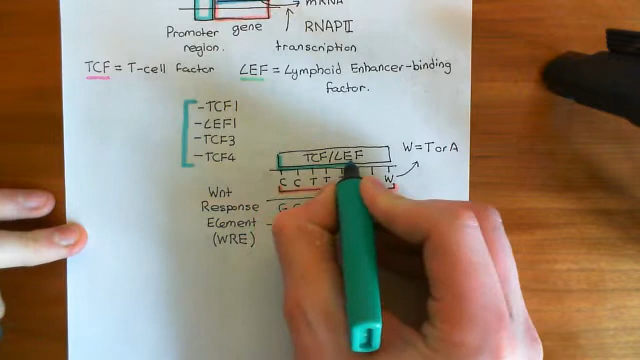 mRNA
Promoter gene RNAPII
region. transcription
TCF = T-cell factor LEF = Lymphoid Enhancer-binding
factor.
- TCF1
- LEF1
- TCF3
- TCF4
TCF/LEF
W = T or A
C C T T W
Wnt
Response
Element
(WRE)